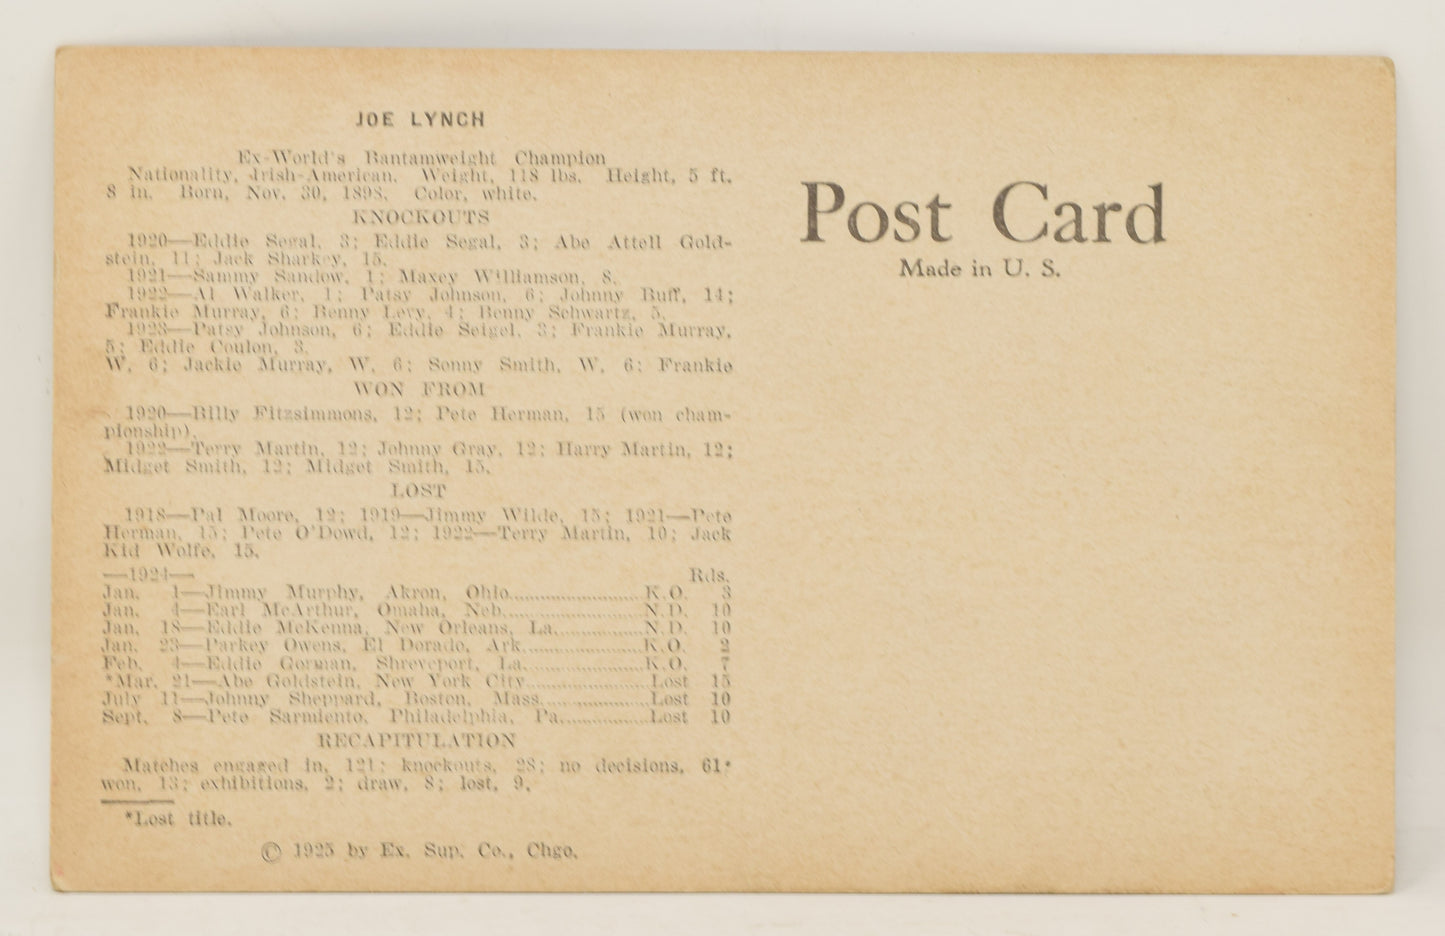 JOE LYNCH
Ex-World's Bantamweight Champion
Nationality, Irish-American. Weight, 118 lbs. Height, 5 ft.
8 in. Born, Nov. 30, 1898. Color, white.
KNOCKOUTS
1920—Eddie Segal, 3; Eddie Segal, 3; Abe Attell Gold-
stein, 11; Jack Sharkey, 15.
1921—Sammy Sandow, 1; Maxey Williamson, 8.
1922—Al Walker, 1; Patsy Johnson, 6; Johnny Buff, 14;
Frankie Murray, 6; Benny Levy, 4; Benny Schwartz, 5.
1923—Patsy Johnson, 6; Eddie Seigel, 3; Frankie Murray,
5; Eddie Coulon, 3.
W, 6; Jackie Murray, W, 6; Sonny Smith, W, 6; Frankie
WON FROM
1920—Billy Fitzsimmons, 12; Pete Herman, 15 (won cham-
pionship).
1922—Terry Martin, 12; Johnny Gray, 12; Harry Martin, 12;
Midget Smith, 12; Midget Smith, 15.
LOST
1918—Pal Moore, 12; 1919—Jimmy Wilde, 15; 1921—Pete
Herman, 15; Pete O'Dowd, 12; 1922—Terry Martin, 10; Jack
Kid Wolfe, 15.
—1924— Rds.
Jan. 1—Jimmy Murphy, Akron, Ohio........................K.O. 3
Jan. 4—Earl McArthur, Omaha, Neb.........................N.D. 10
Jan. 18—Eddie McKenna, New Orleans, La................N.D. 10
Jan. 23—Parkey Owens, El Dorado, Ark.....................K.O. 2
Feb. 4—Eddie Gorman, Shreveport, La......................K.O. 7
*Mar. 21—Abe Goldstein, New York City......................Lost 15
July 11—Johnny Sheppard, Boston, Mass...................Lost 10
Sept. 8—Pete Sarmiento, Philadelphia, Pa................Lost 10
RECAPITULATION
Matches engaged in, 121; knockouts, 28; no decisions, 61;
won, 13; exhibitions, 2; draw, 8; lost, 9.
*Lost title.
© 1925 by Ex. Sup. Co., Chgo.
Post Card
Made in U. S.